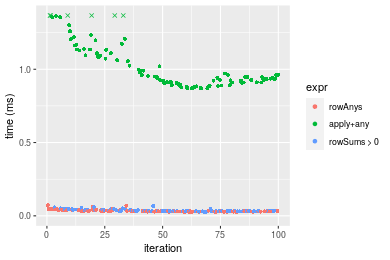 time (ms)
1.0
0.5
0.0
0
25
50
75
100
iteration
expr
rowAnys
apply+any
rowSums > 0